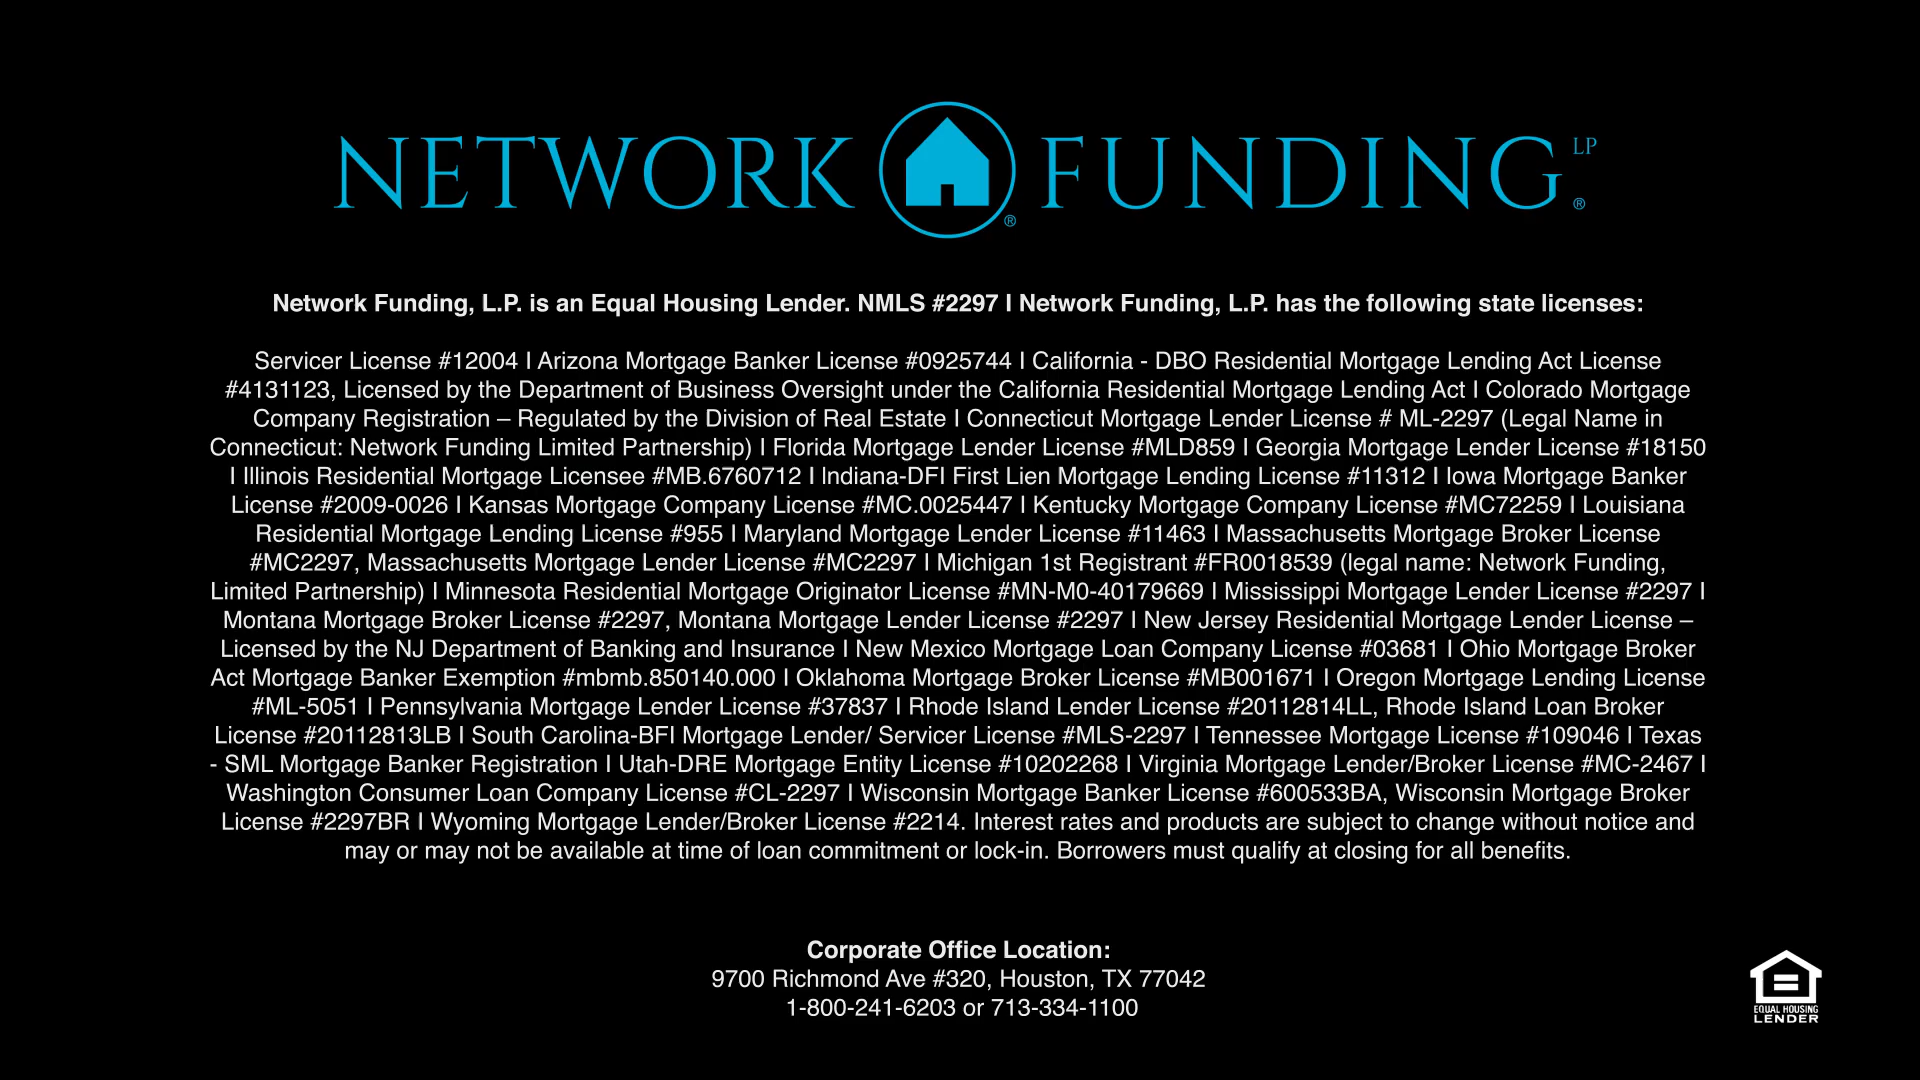 NETWORK FUNDING LP ® ®
Network Funding, L.P. is an Equal Housing Lender. NMLS #2297 I Network Funding, L.P. has the following state licenses:
Servicer License #12004 I Arizona Mortgage Banker License #0925744 I California - DBO Residential Mortgage Lending Act License
#4131123, Licensed by the Department of Business Oversight under the California Residential Mortgage Lending Act I Colorado Mortgage
Company Registration – Regulated by the Division of Real Estate I Connecticut Mortgage Lender License # ML-2297 (Legal Name in
Connecticut: Network Funding Limited Partnership) I Florida Mortgage Lender License #MLD859 I Georgia Mortgage Lender License #18150
I Illinois Residential Mortgage Licensee #MB.6760712 I Indiana-DFI First Lien Mortgage Lending License #11312 I Iowa Mortgage Banker
License #2009-0026 I Kansas Mortgage Company License #MC.0025447 I Kentucky Mortgage Company License #MC72259 I Louisiana
Residential Mortgage Lending License #955 I Maryland Mortgage Lender License #11463 I Massachusetts Mortgage Broker License
#MC2297, Massachusetts Mortgage Lender License #MC2297 I Michigan 1st Registrant #FR0018539 (legal name: Network Funding,
Limited Partnership) I Minnesota Residential Mortgage Originator License #MN-M0-40179669 I Mississippi Mortgage Lender License #2297 I
Montana Mortgage Broker License #2297, Montana Mortgage Lender License #2297 I New Jersey Residential Mortgage Lender License –
Licensed by the NJ Department of Banking and Insurance I New Mexico Mortgage Loan Company License #03681 I Ohio Mortgage Broker
Act Mortgage Banker Exemption #mbmb.850140.000 I Oklahoma Mortgage Broker License #MB001671 I Oregon Mortgage Lending License
#ML-5051 I Pennsylvania Mortgage Lender License #37837 I Rhode Island Lender License #20112814LL, Rhode Island Loan Broker
License #20112813LB I South Carolina-BFI Mortgage Lender/ Servicer License #MLS-2297 I Tennessee Mortgage License #109046 I Texas
- SML Mortgage Banker Registration I Utah-DRE Mortgage Entity License #10202268 I Virginia Mortgage Lender/Broker License #MC-2467 I
Washington Consumer Loan Company License #CL-2297 I Wisconsin Mortgage Banker License #600533BA, Wisconsin Mortgage Broker
License #2297BR I Wyoming Mortgage Lender/Broker License #2214. Interest rates and products are subject to change without notice and
may or may not be available at time of loan commitment or lock-in. Borrowers must qualify at closing for all benefits.
Corporate Office Location:
9700 Richmond Ave #320, Houston, TX 77042
1-800-241-6203 or 713-334-1100
EQUAL HOUSING
LENDER